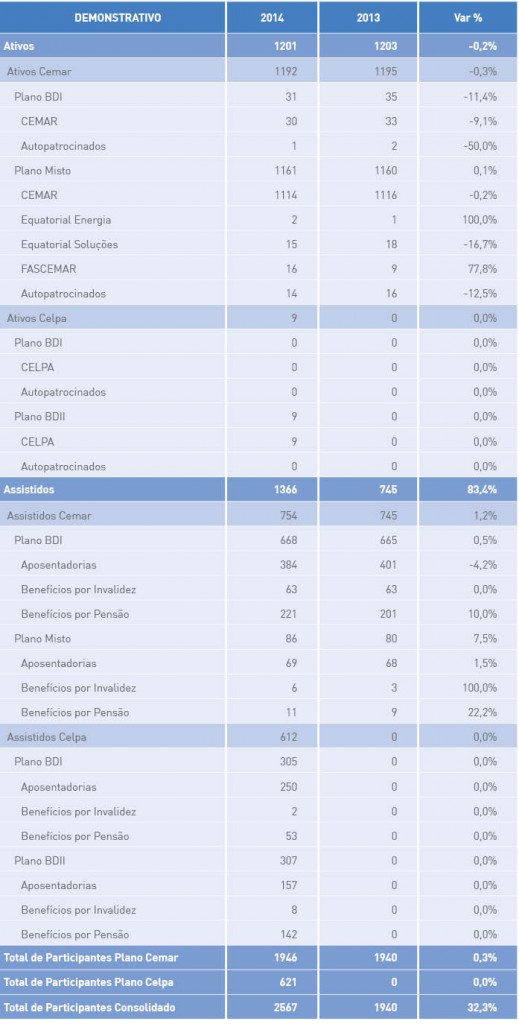 DEMONSTRATIVO 2014 2013 Var %
Ativos 1201 1203 -0,2%
Ativos Cemar 1192 1195 -0,3%
Plano BDI 31 35 -11,4%
CEMAR 30 33 -9,1%
Autopatrocinados 1 2 -50,0%
Plano Misto 1161 1160 0,1%
CEMAR 1114 1116 -0,2%
Equatorial Energia 2 1 100,0%
Equatorial Soluções 15 18 -16,7%
FASCEMAR 16 9 77,8%
Autopatrocinados 14 16 -12,5%
Ativos Celpa 9 0 0,0%
Plano BDI 0 0 0,0%
CELPA 0 0 0,0%
Autopatrocinados 0 0 0,0%
Plano BDII 9 0 0,0%
CELPA 9 0 0,0%
Autopatrocinados 0 0 0,0%
Assistidos 1366 745 83,4%
Assistidos Cemar 754 745 1,2%
Plano BDI 668 665 0,5%
Aposentadorias 384 401 -4,2%
Benefícios por Invalidez 63 63 0,0%
Benefícios por Pensão 221 201 10,0%
Plano Misto 86 80 7,5%
Aposentadorias 69 68 1,5%
Benefícios por Invalidez 6 3 100,0%
Benefícios por Pensão 11 9 22,2%
Assistidos Celpa 612 0 0,0%
Plano BDI 305 0 0,0%
Aposentadorias 250 0 0,0%
Benefícios por Invalidez 2 0 0,0%
Benefícios por Pensão 53 0 0,0%
Plano BDII 307 0 0,0%
Aposentadorias 157 0 0,0%
Benefícios por Invalidez 8 0 0,0%
Benefícios por Pensão 142 0 0,0%
Total de Participantes Plano Cemar 1946 1940 0,3%
Total de Participantes Plano Celpa 621 0 0,0%
Total de Participantes Consolidado 2567 1940 32,3%